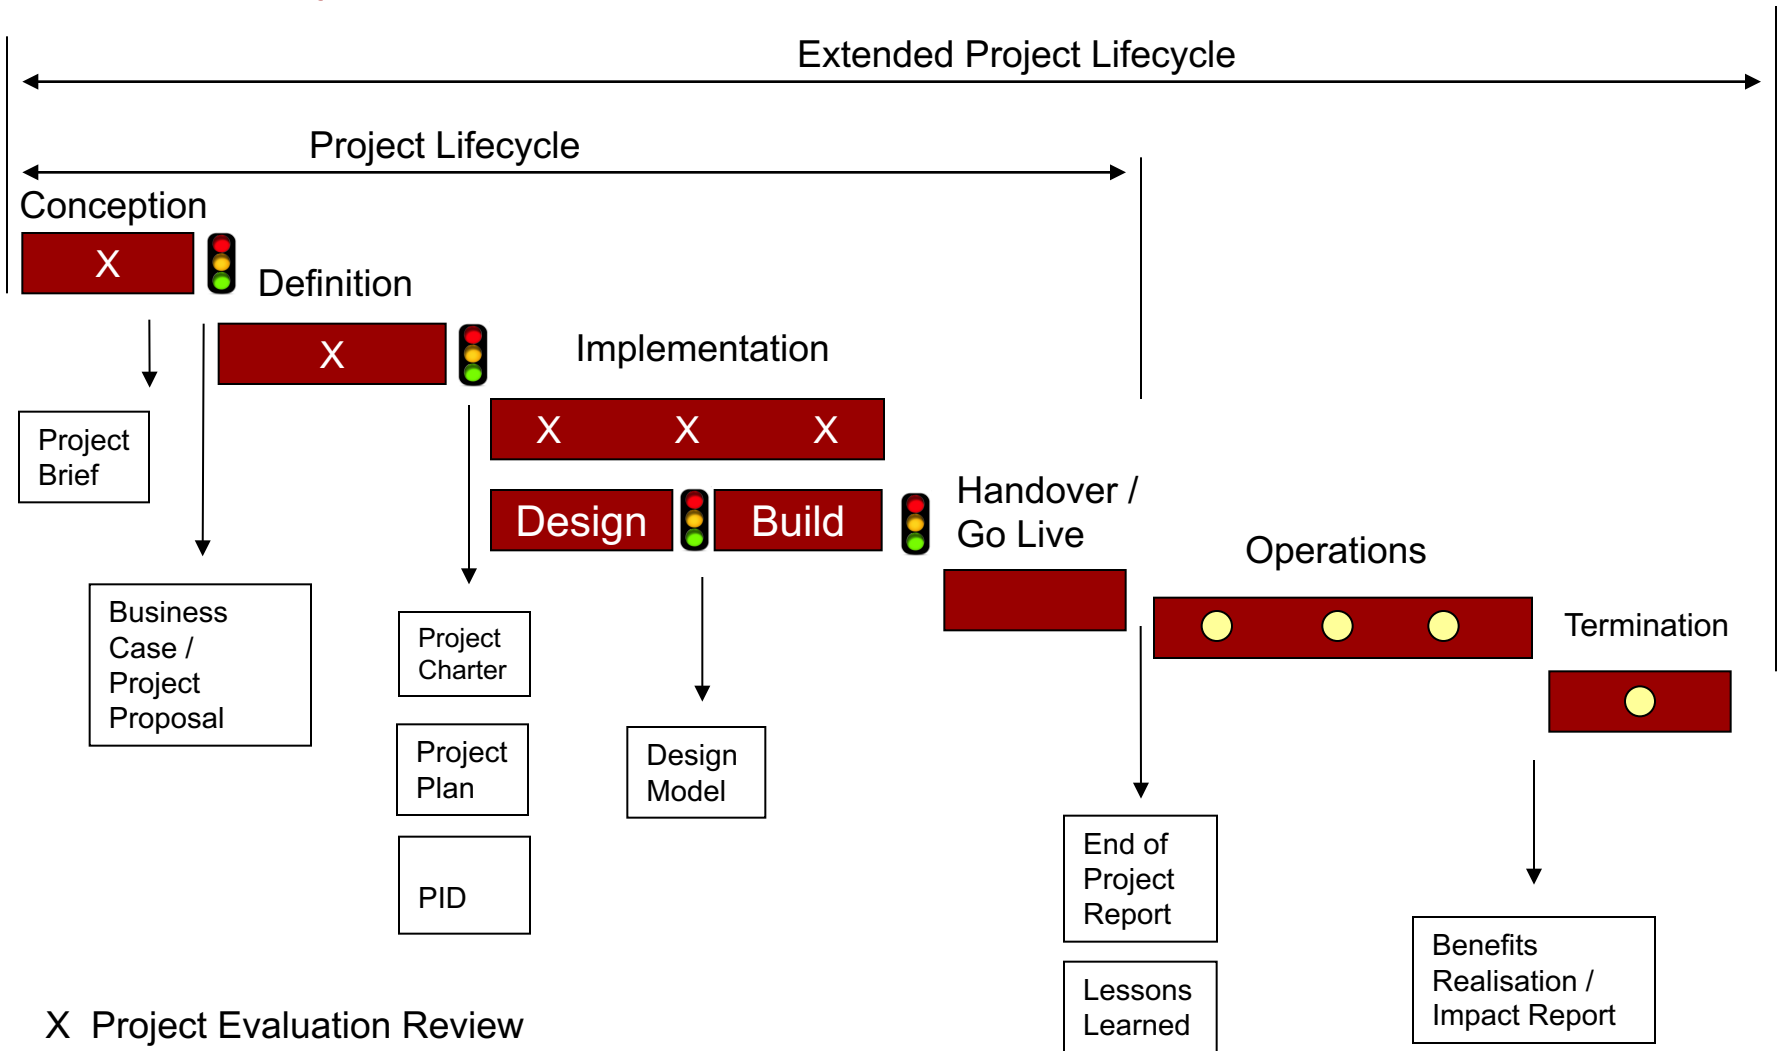 Extended Project Lifecycle
Project Lifecycle
Conception
X
Definition
X
Implementation
X X X
Design
Build
Handover /
Go Live
Operations
Termination
Project
Brief
Business
Case /
Project
Proposal
Project
Charter
Project
Plan
PID
Design
Model
End of
Project
Report
Lessons
Learned
Benefits
Realisation /
Impact Report
X Project Evaluation Review